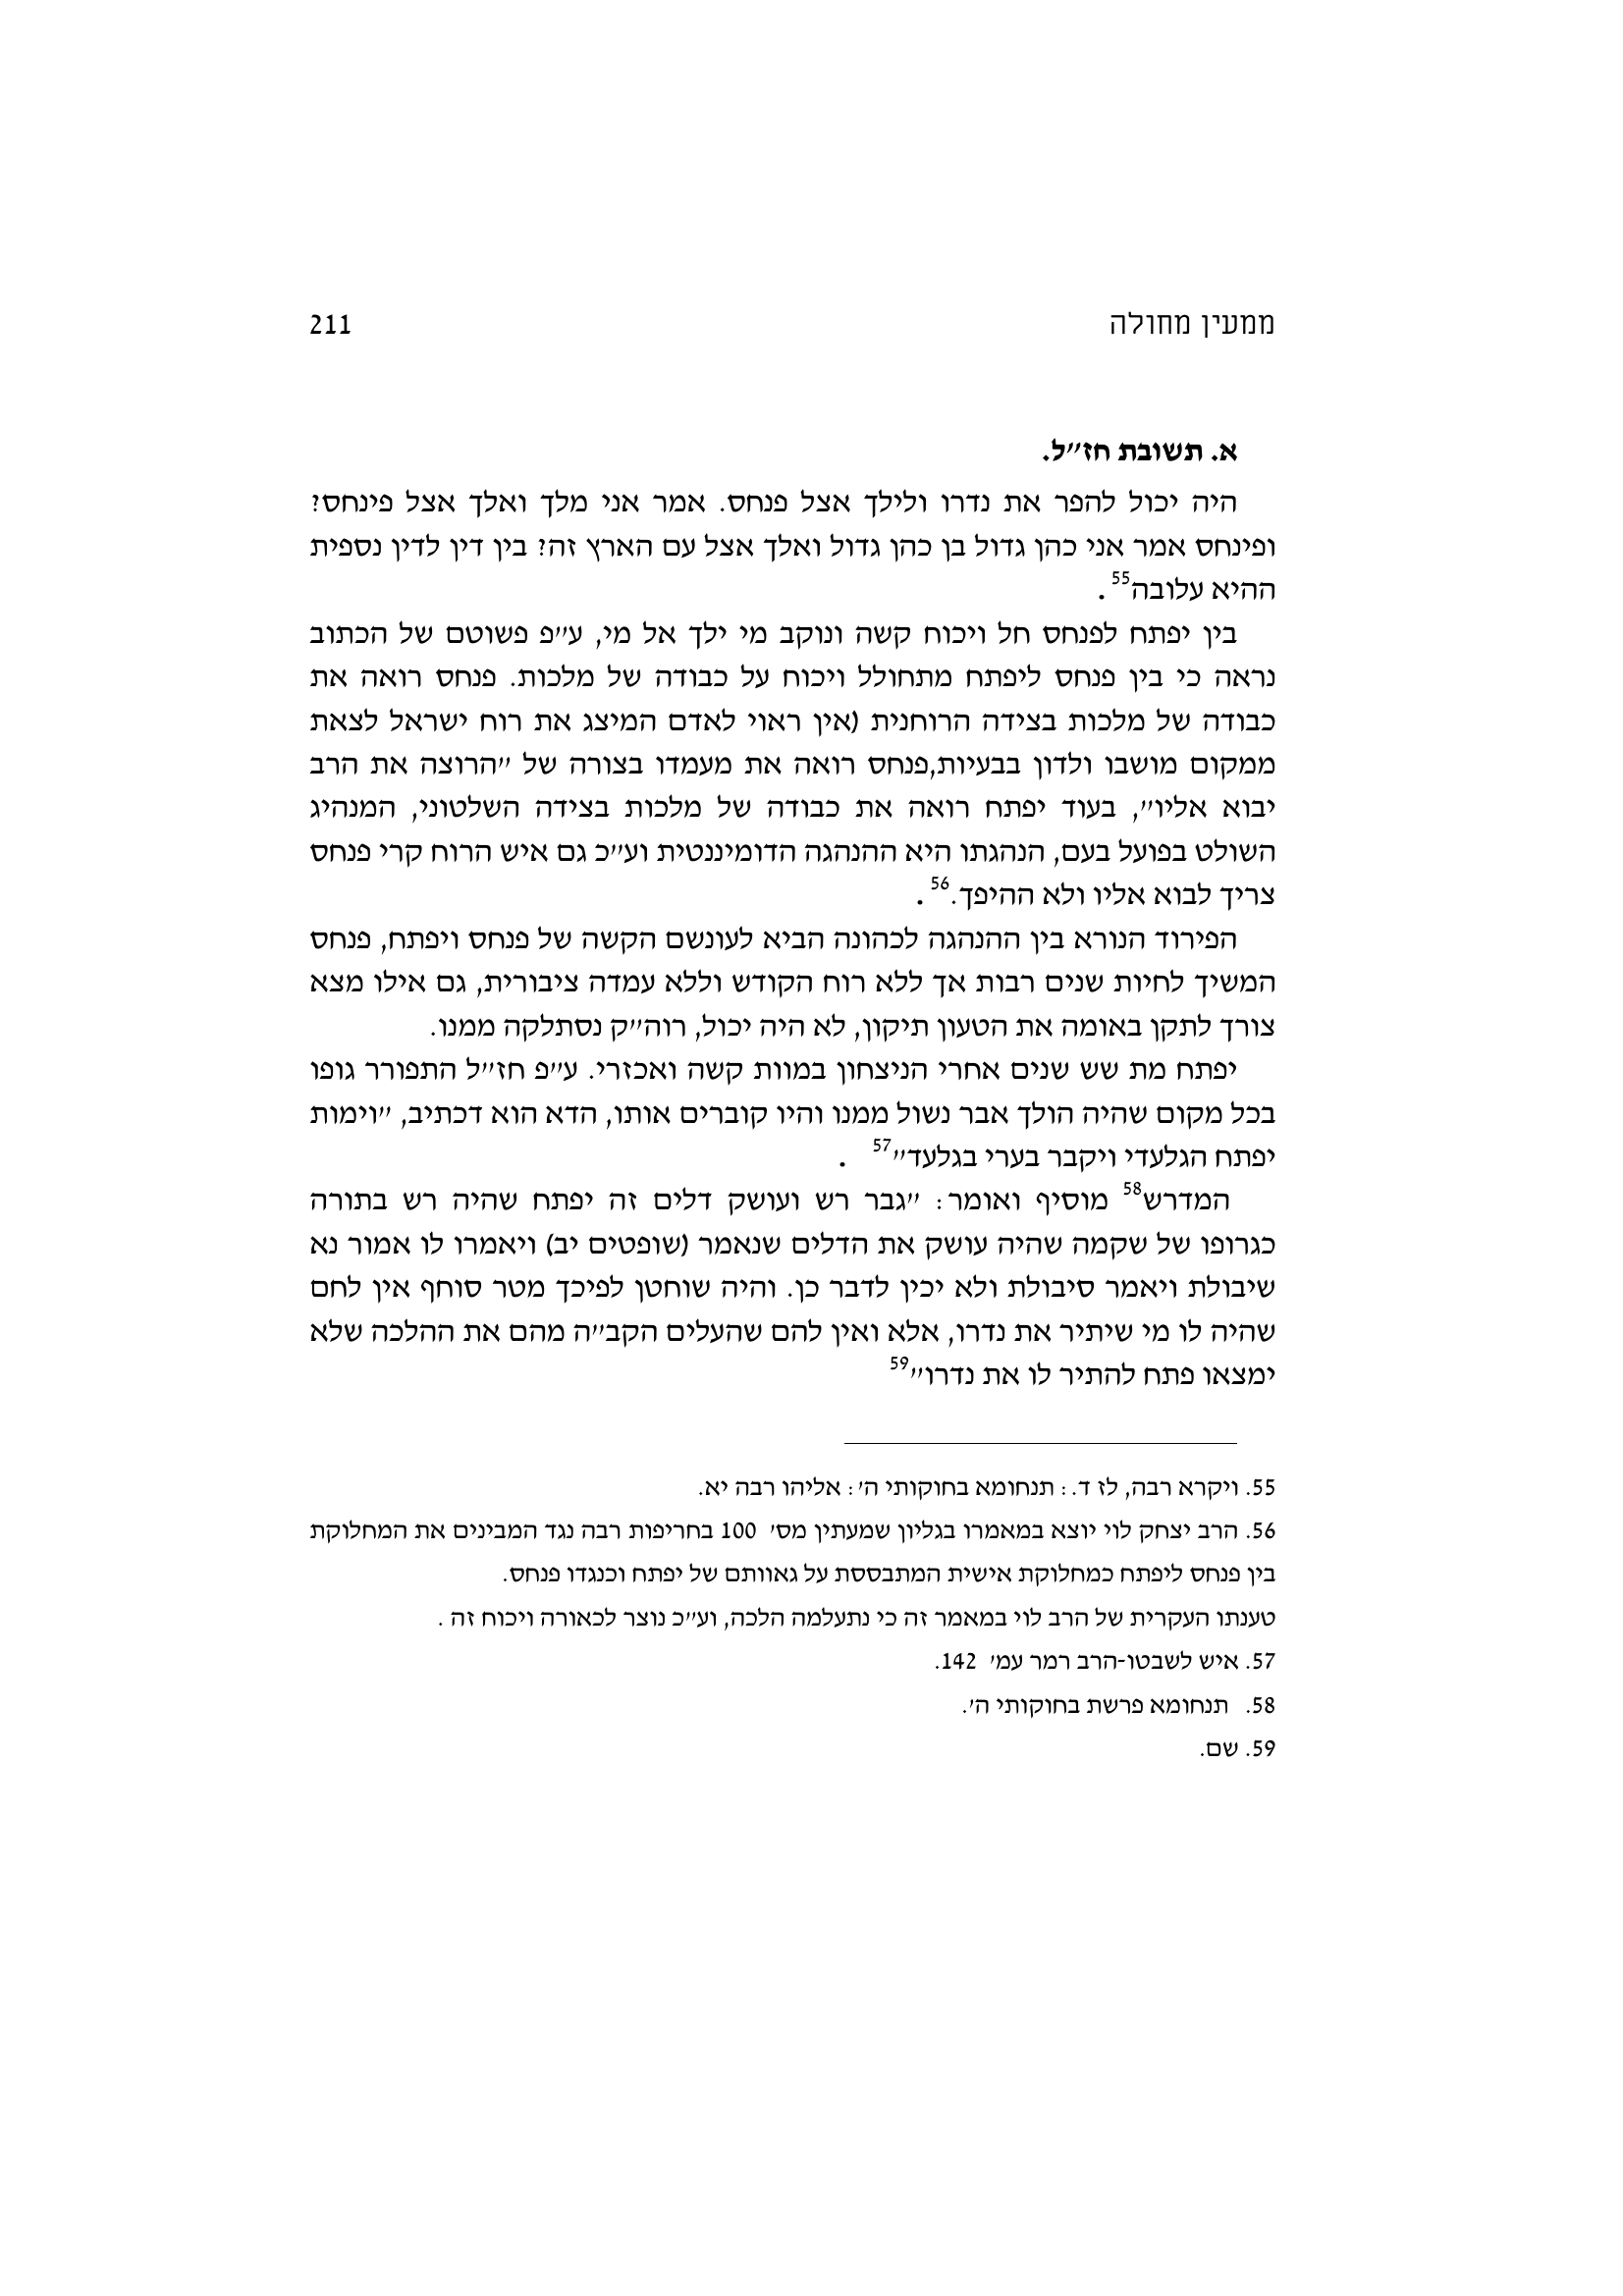 ממעין מחולה 211
א. תשובת חז״ל.
היה יכול להפר את נדרו ולילך אצל פנחס. אמר אני מלך ואלך אצל פינחס?
ופינחס אמר אני כהן גדול בן כהן גדול ואלך אצל עם הארץ זה? בין דין לדין נספית
ההיא עלובה55.
בין יפתח לפנחס חל ויכוח קשה ונוקב מי ילך אל מי, ע״פ פשוטם של הכתוב
נראה כי בין פנחס ליפתח מתחולל ויכוח על כבודה של מלכות. פנחס רואה את
כבודה של מלכות בצידה הרוחנית (אין ראוי לאדם המיצג את רוח ישראל לצאת
ממקום מושבו ולדון בבעיות,פנחס רואה את מעמדו בצורה של ״הרוצה את הרב
יבוא אליו״, בעוד יפתח רואה את כבודה של מלכות בצידה השלטוני, המנהיג
השולט בפועל בעם, הנהגתו היא ההנהגה הדומיננטית וע״כ גם איש הרוח קרי פנחס
צריך לבוא אליו ולא ההיפך.56.
הפירוד הנורא בין ההנהגה לכהונה הביא לעונשם הקשה של פנחס ויפתח, פנחס
המשיך לחיות שנים רבות אך ללא רוח הקודש וללא עמדה ציבורית, גם אילו מצא
צורך לתקן באומה את הטעון תיקון, לא היה יכול, רוה״ק נסתלקה ממנו.
יפתח מת שש שנים אחרי הניצחון במוות קשה ואכזרי. ע״פ חז״ל התפורר גופו
בכל מקום שהיה הולך אבר נשול ממנו והיו קוברים אותו, הדא הוא דכתיב, ״וימות
יפתח הגלעדי ויקבר בערי בגלעד״57 .
המדרש58 מוסיף ואומר: ״גבר רש ועושק דלים זה יפתח שהיה רש בתורה
כגרופו של שקמה שהיה עושק את הדלים שנאמר (שופטים יב) ויאמרו לו אמור נא
שיבולת ויאמר סיבולת ולא יכין לדבר כן. והיה שוחטן לפיכך מטר סוחף אין לחם
שהיה לו מי שיתיר את נדרו, אלא ואין להם שהעלים הקב״ה מהם את ההלכה שלא
ימצאו פתח להתיר לו את נדרו״59
55. ויקרא רבה, לז ד.: תנחומא בחוקותי ה׳: אליהו רבה יא.
56. הרב יצחק לוי יוצא במאמרו בגליון שמעתין מס׳ 100 בחריפות רבה נגד המבינים את המחלוקת
בין פנחס ליפתח כמחלוקת אישית המתבססת על גאוותם של יפתח וכנגדו פנחס.
טענתו העקרית של הרב לוי במאמר זה כי נתעלמה הלכה, וע״כ נוצר לכאורה ויכוח זה .
57. איש לשבטו-הרב רמר עמ׳ 142.
58. תנחומא פרשת בחוקותי ה׳.
59. שם.